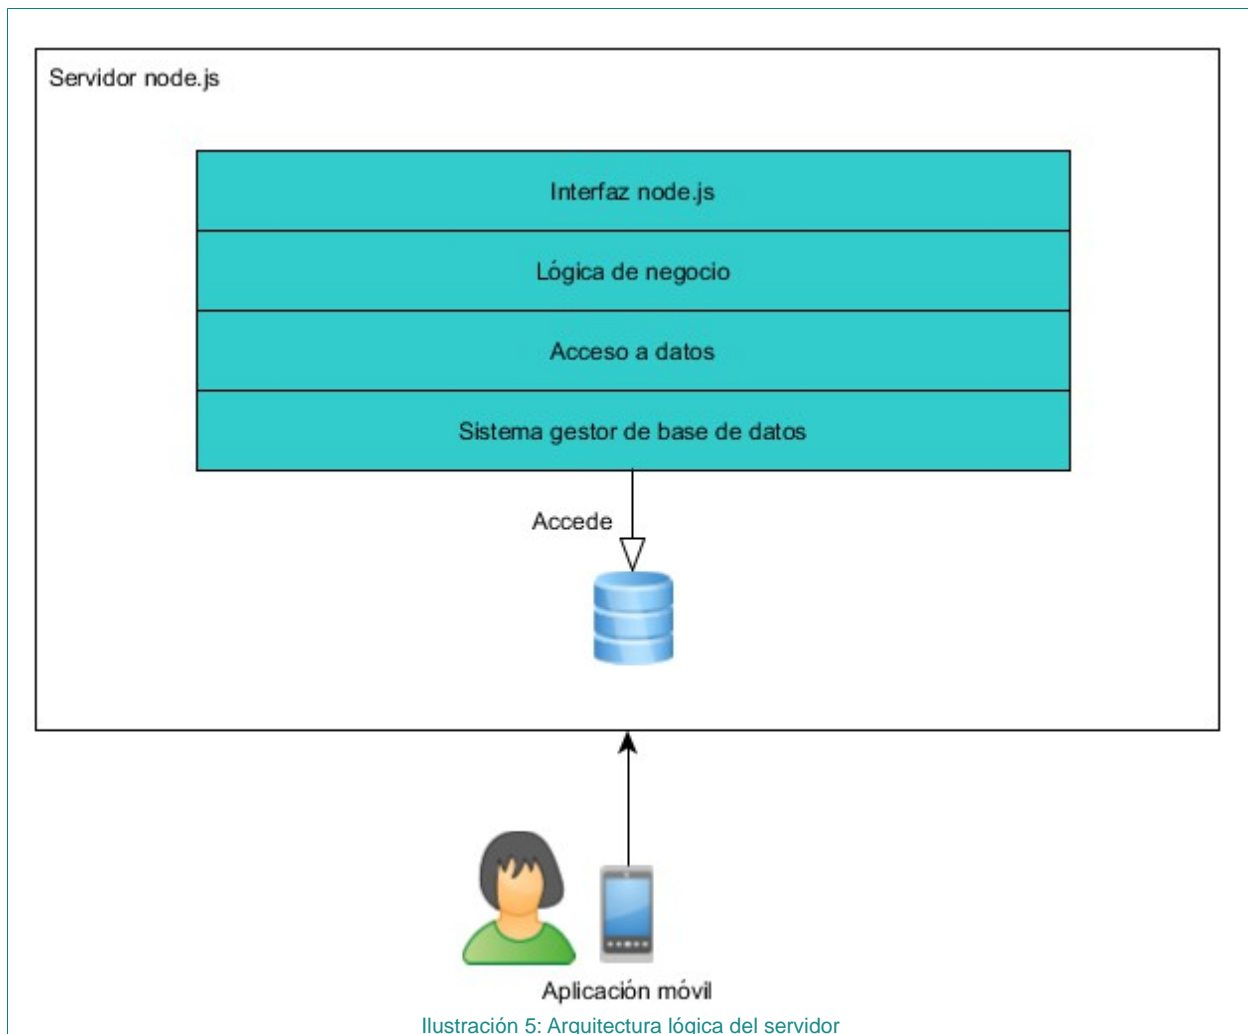 Servidor node.js
Interfaz node.js
Lógica de negocio
Acceso a datos
Sistema gestor de base de datos
Accede
Aplicación móvil
Ilustración 5: Arquitectura lógica del servidor